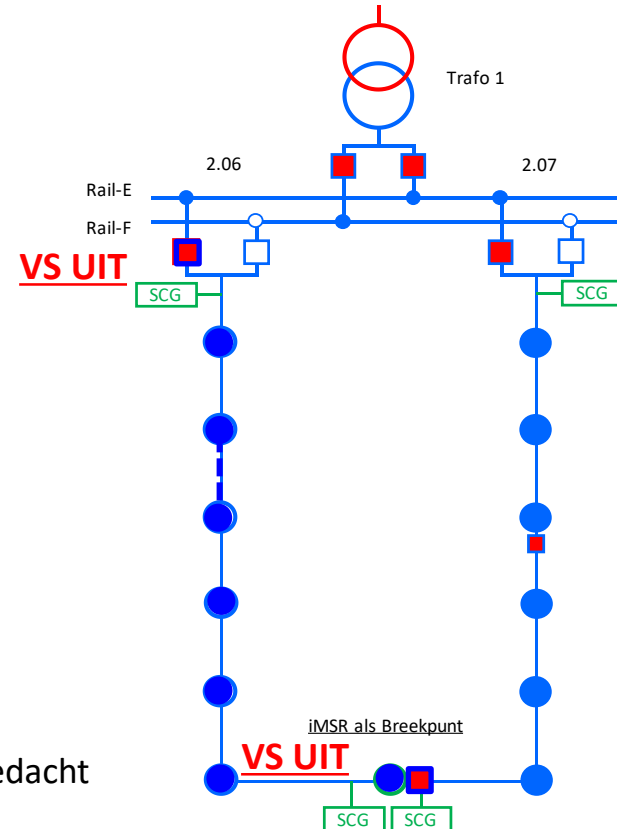 Trafo 1
2.06
2.07
Rail-E
Rail-F
VS UIT
SCG
SCG
iMSR als Breekpunt
VS UIT
edacht
SCG
SCG